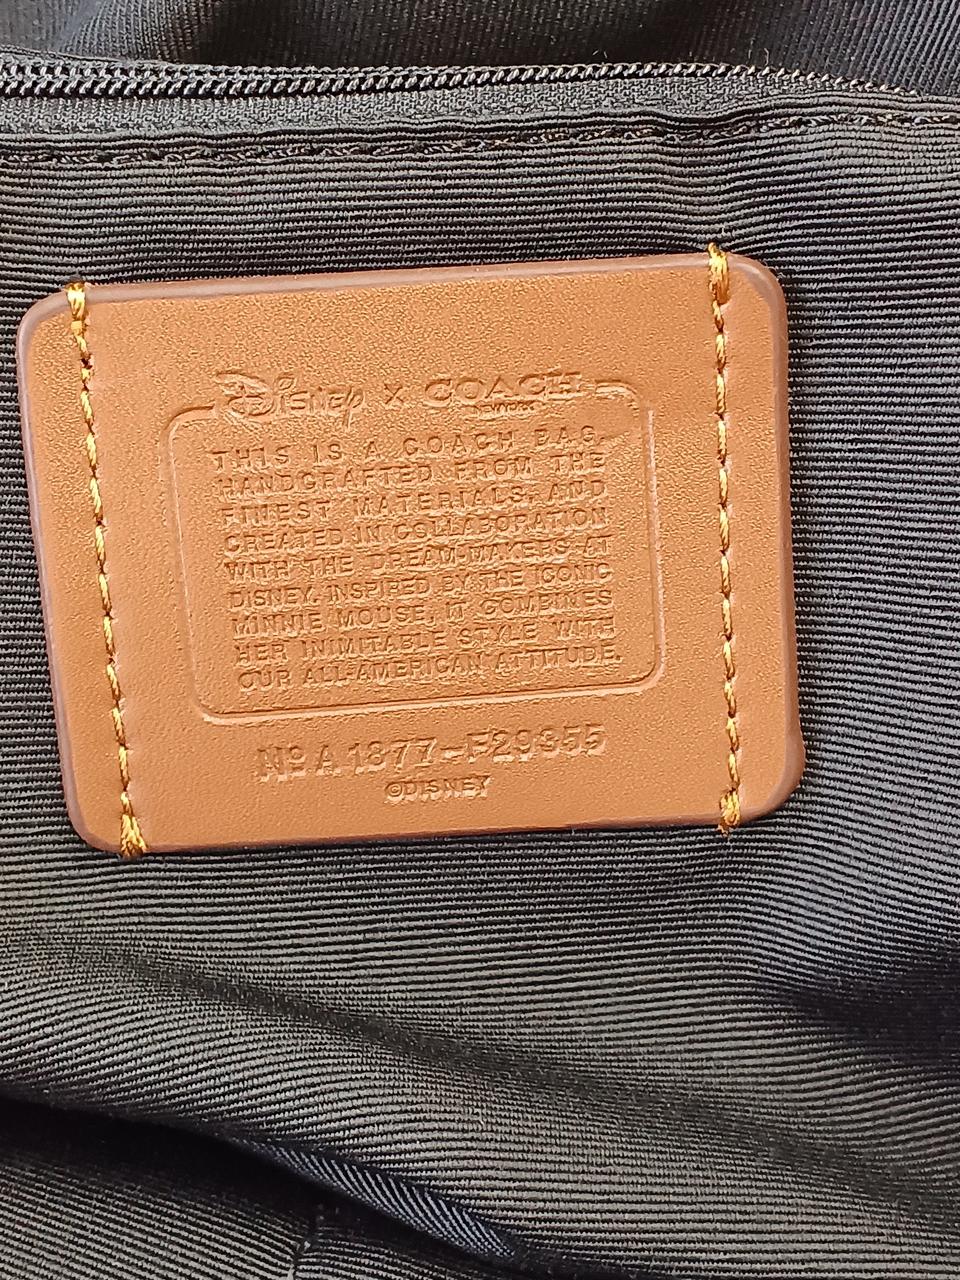 Disney X COACH
NEW YORK
THIS IS A COACH BAG,
HANDCRAFTED FROM THE
FINEST MATERIALS, AND
CREATED IN COLLABORATION
WITH THE DREAM-MAKERS AT
DISNEY. INSPIRED BY THE ICONIC
MINNIE MOUSE, IT COMBINES
HER INIMITABLE STYLE WITH
OUR ALL-AMERICAN ATTITUDE.
Nº A1877-F29355
©DISNEY